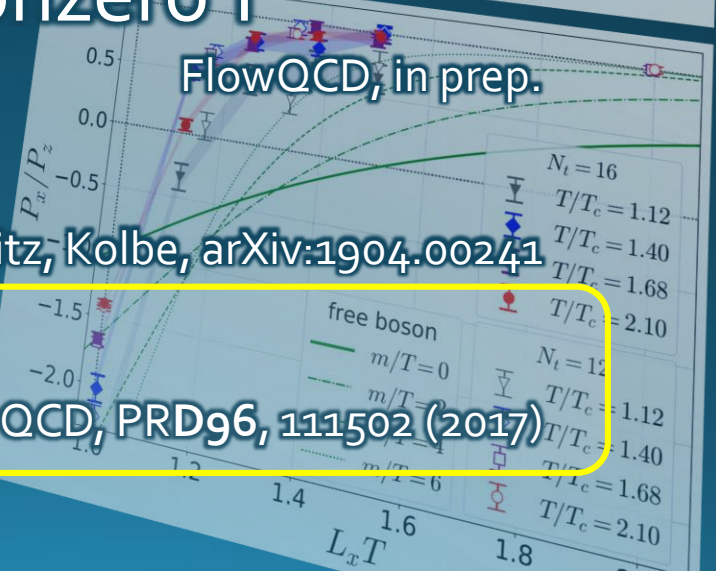 onzero T
0.5
FlowQCD, in prep.
0.0
P_x/P_z
N_t = 16
−0.5
T/T_c = 1.12
T/T_c = 1.40
itz, Kolbe, arXiv:1904.00241
T/T_c = 1.68
−1.5
T/T_c = 2.10
free boson
N_t = 12
m/T=0
−2.0
T/T_c = 1.12
QCD, PRD96, 111502 (2017)
T/T_c = 1.40
1.0
T/T_c = 1.68
1.2
m/T=6
1.4
T/T_c = 2.10
1.6
L_xT
1.8